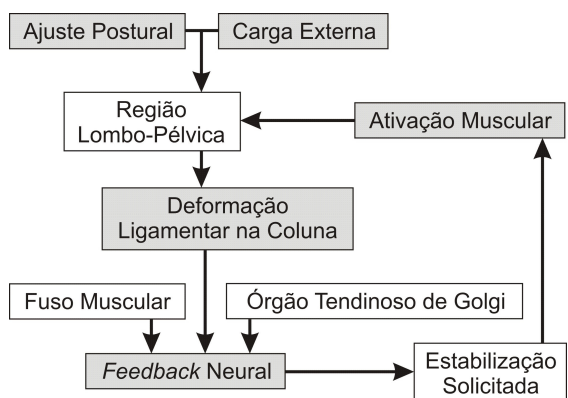 Ajuste Postural
Carga Externa
Região
Lombo-Pélvica
Ativação Muscular
Deformação
Ligamentar na Coluna
Fuso Muscular
Órgão Tendinoso de Golgi
Feedback Neural
Estabilização
Solicitada